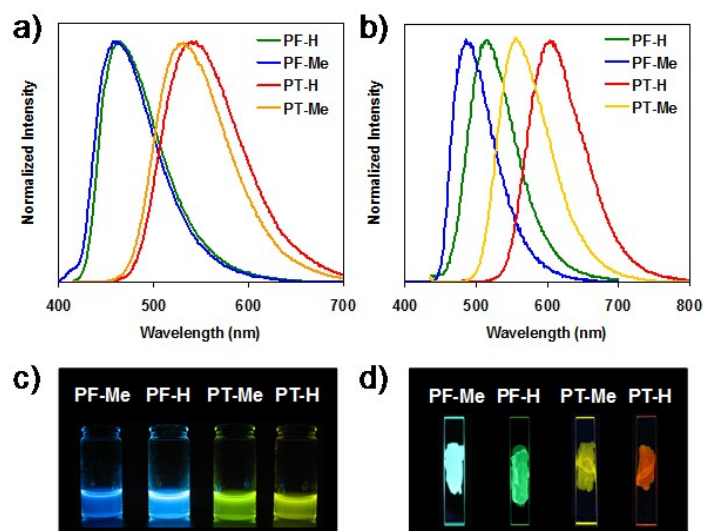 a)
Normalized Intensity
PF-H
PF-Me
PT-H
PT-Me
400 500 600 700
Wavelength (nm)
b)
Normalized Intensity
PF-H
PF-Me
PT-H
PT-Me
400 500 600 700 800
Wavelength (nm)
c)
PF-Me PF-H PT-Me PT-H
d)
PF-Me PF-H PT-Me PT-H